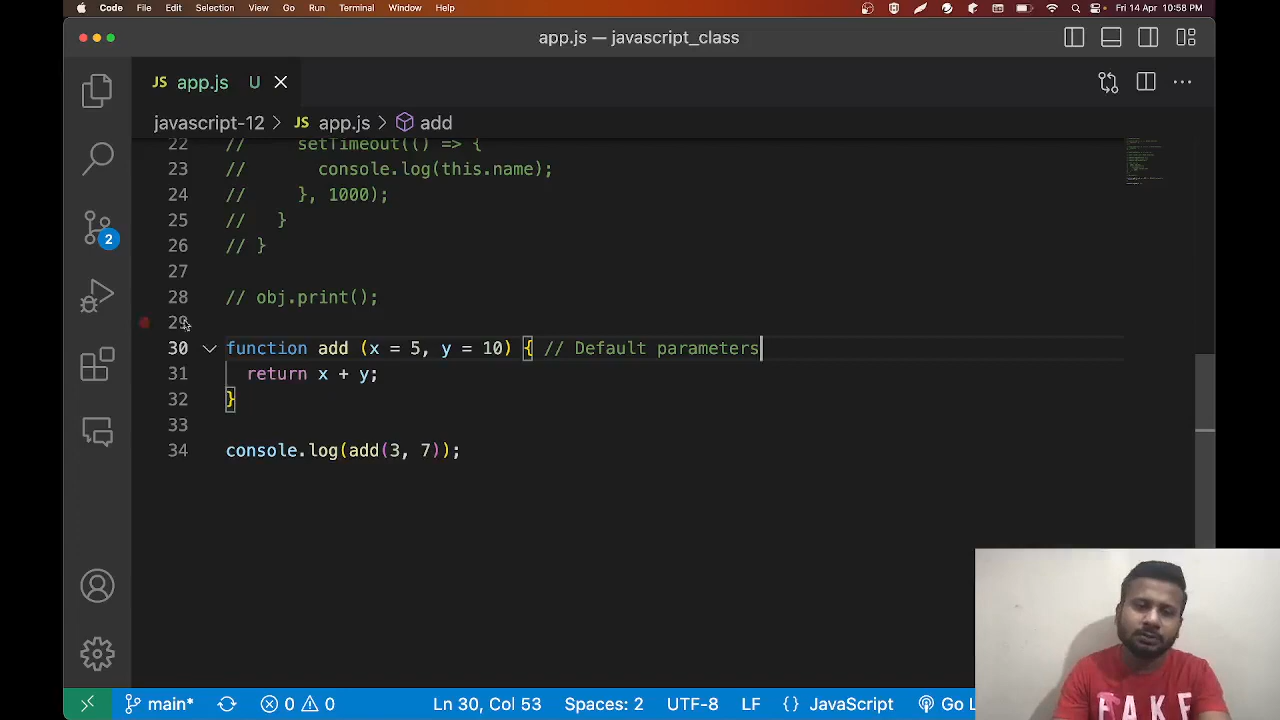 Code File Edit Selection View Go Run Terminal Window Help Fri 14 Apr 10:58 PM
app.js — javascript_class
JS app.js U
javascript-12 > JS app.js > add
22 // setTimeout(() => {
23 // console.log(this.name);
24 // }, 1000);
25 // }
26 // }
27
28 // obj.print();
29
30 function add (x = 5, y = 10) { // Default parameters
31 return x + y;
32 }
33
34 console.log(add(3, 7));
2
main* 0 0 Ln 30, Col 53 Spaces: 2 UTF-8 LF {} JavaScript Go L
FAKE